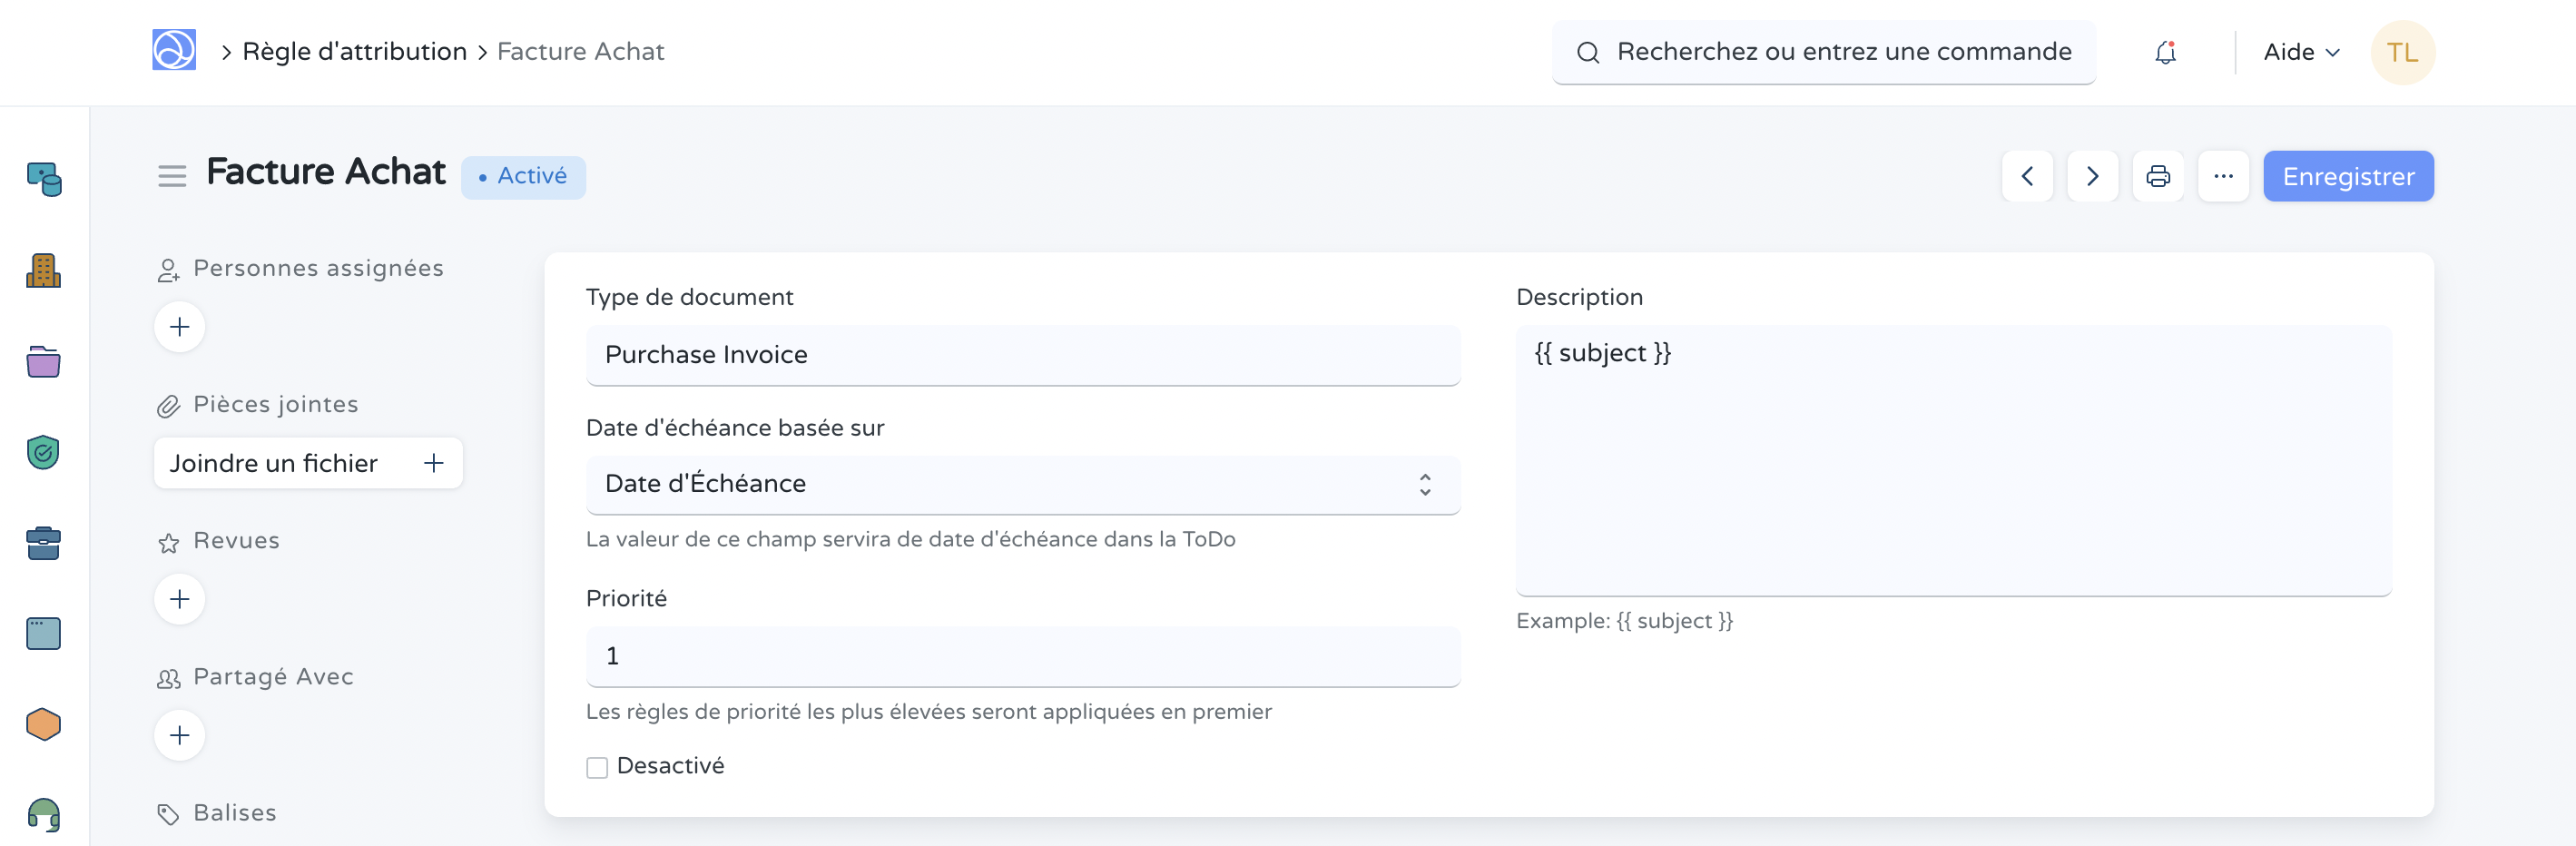 Règle d'attribution Facture Achat
Recherchez ou entrez une commande
Aide
TL
Facture Achat
Activé
Enregistrer
Personnes assignées
Pièces jointes
Joindre un fichier
Revues
Partagé Avec
Balises
Type de document
Purchase Invoice
Date d'échéance basée sur
Date d'Échéance
La valeur de ce champ servira de date d'échéance dans la ToDo
Priorité
1
Les règles de priorité les plus élevées seront appliquées en premier
Desactivé
Description
{{ subject }}
Example: {{ subject }}